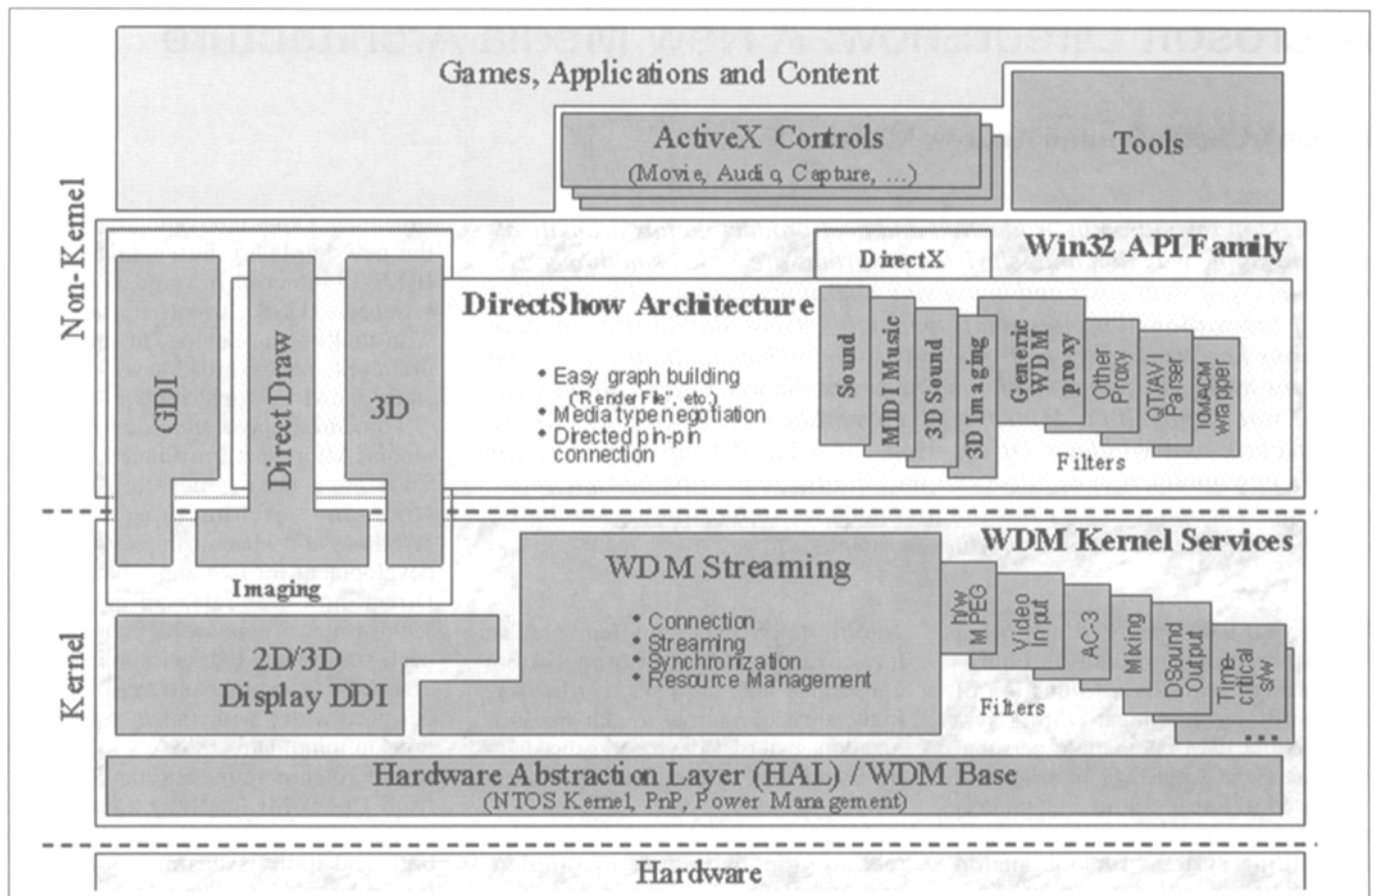 Games, Applications and Content
ActiveX Controls
(Movie, Audio, Capture, ...)
Tools
Non-Kernel
Win32 API Family
DirectX
DirectShow Architecture
• Easy graph building
("RenderFile", etc.)
• Media type negotiation
• Directed pin-pin
connection
GDI
Direct Draw
3D
Sound
MIDI Music
3D Sound
3D Imaging
Generic
WDM
proxy
Other
Proxy
QT/AVI
Parser
ICM/ACM
wrapper
Filters
Imaging
Kernel
WDM Kernel Services
WDM Streaming
• Connection
• Streaming
• Synchronization
• Resource Management
h/w
MPEG
Video
Input
AC-3
Mixing
DSound
Output
Time-
critical
s/w
...
Filters
2D/3D
Display DDI
Hardware Abstraction Layer (HAL) / WDM Base
(NTOS Kernel, PnP, Power Management)
Hardware